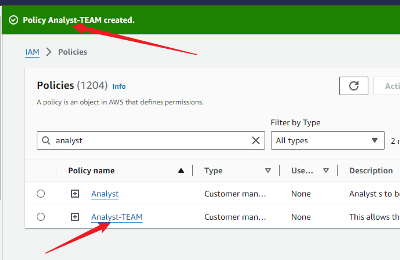 Policy Analyst-TEAM created.
IAM > Policies
Policies (1204) Info
Acti
A policy is an object in AWS that defines permissions.
Filter by Type
analyst
All types
2
Policy name
Type
Use...
Description
Analyst
Customer man...
None
Analyst s to be
Analyst-TEAM
Customer man...
None
This allows th